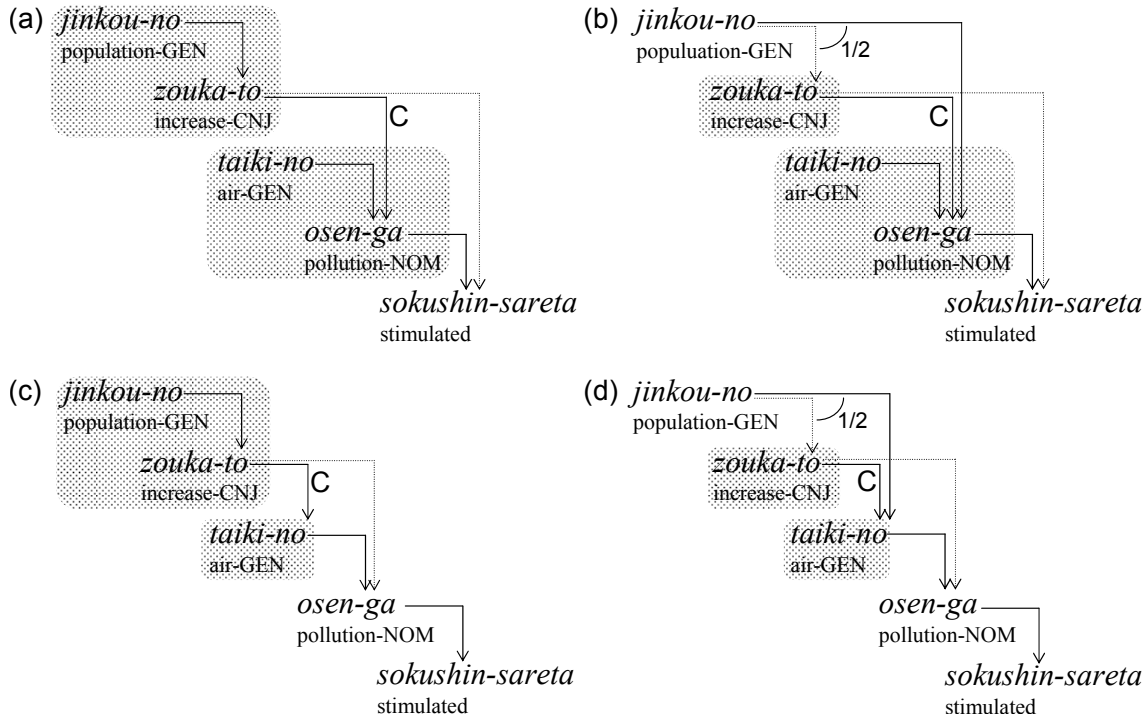 (a)
jinkou-no
population-GEN
zouka-to
increase-CNJ
C
taiki-no
air-GEN
osen-ga
pollution-NOM
sokushin-sareta
stimulated
(b)
jinkou-no
populuation-GEN
1/2
zouka-to
increase-CNJ
C
taiki-no
air-GEN
osen-ga
pollution-NOM
sokushin-sareta
stimulated
(c)
jinkou-no
population-GEN
zouka-to
increase-CNJ
C
taiki-no
air-GEN
osen-ga
pollution-NOM
sokushin-sareta
stimulated
(d)
jinkou-no
population-GEN
1/2
zouka-to
increase-CNJ
C
taiki-no
air-GEN
osen-ga
pollution-NOM
sokushin-sareta
stimulated